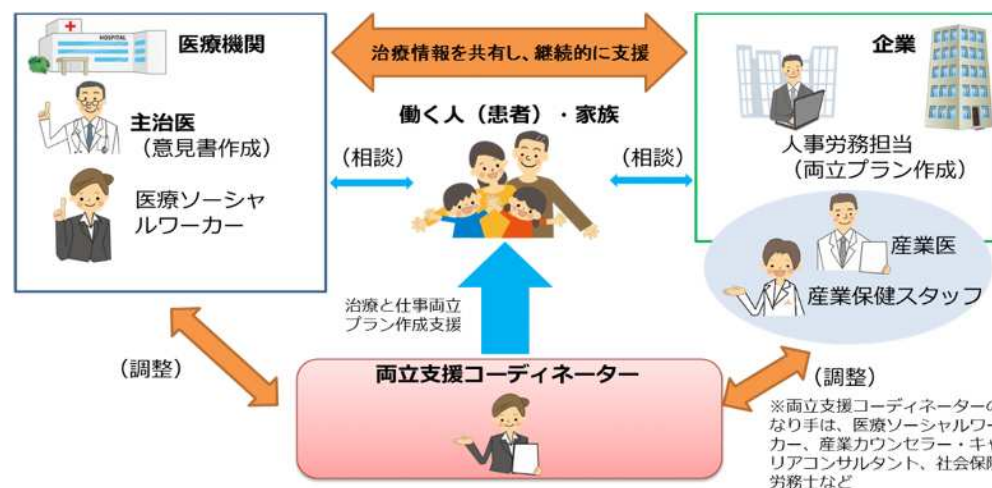 HOSPITAL
医療機関
主治医
（意見書作成）
医療ソーシャ
ルワーカー
治療情報を共有し、継続的に支援
働く人（患者）・家族
（相談）
（相談）
企業
人事労務担当
（両立プラン作成）
産業医
産業保健スタッフ
治療と仕事両立
プラン作成支援
（調整）
両立支援コーディネーター
（調整）
※両立支援コーディネーターの
なり手は、医療ソーシャルワー
カー、産業カウンセラー・キャ
リアコンサルタント、社会保険
労務士など